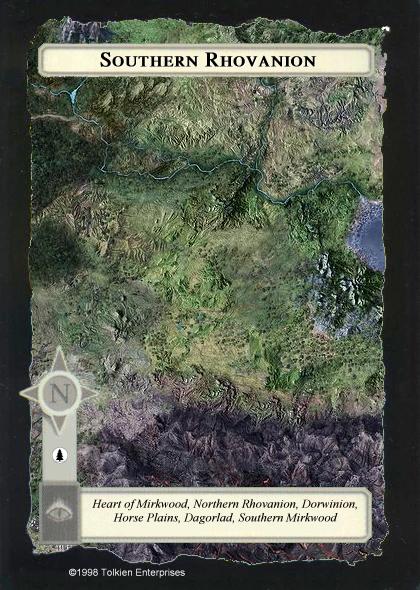 Southern Rhovanion
N
Heart of Mirkwood, Northern Rhovanion, Dorwinion,
Horse Plains, Dagorlad, Southern Mirkwood
©1998 Tolkien Enterprises